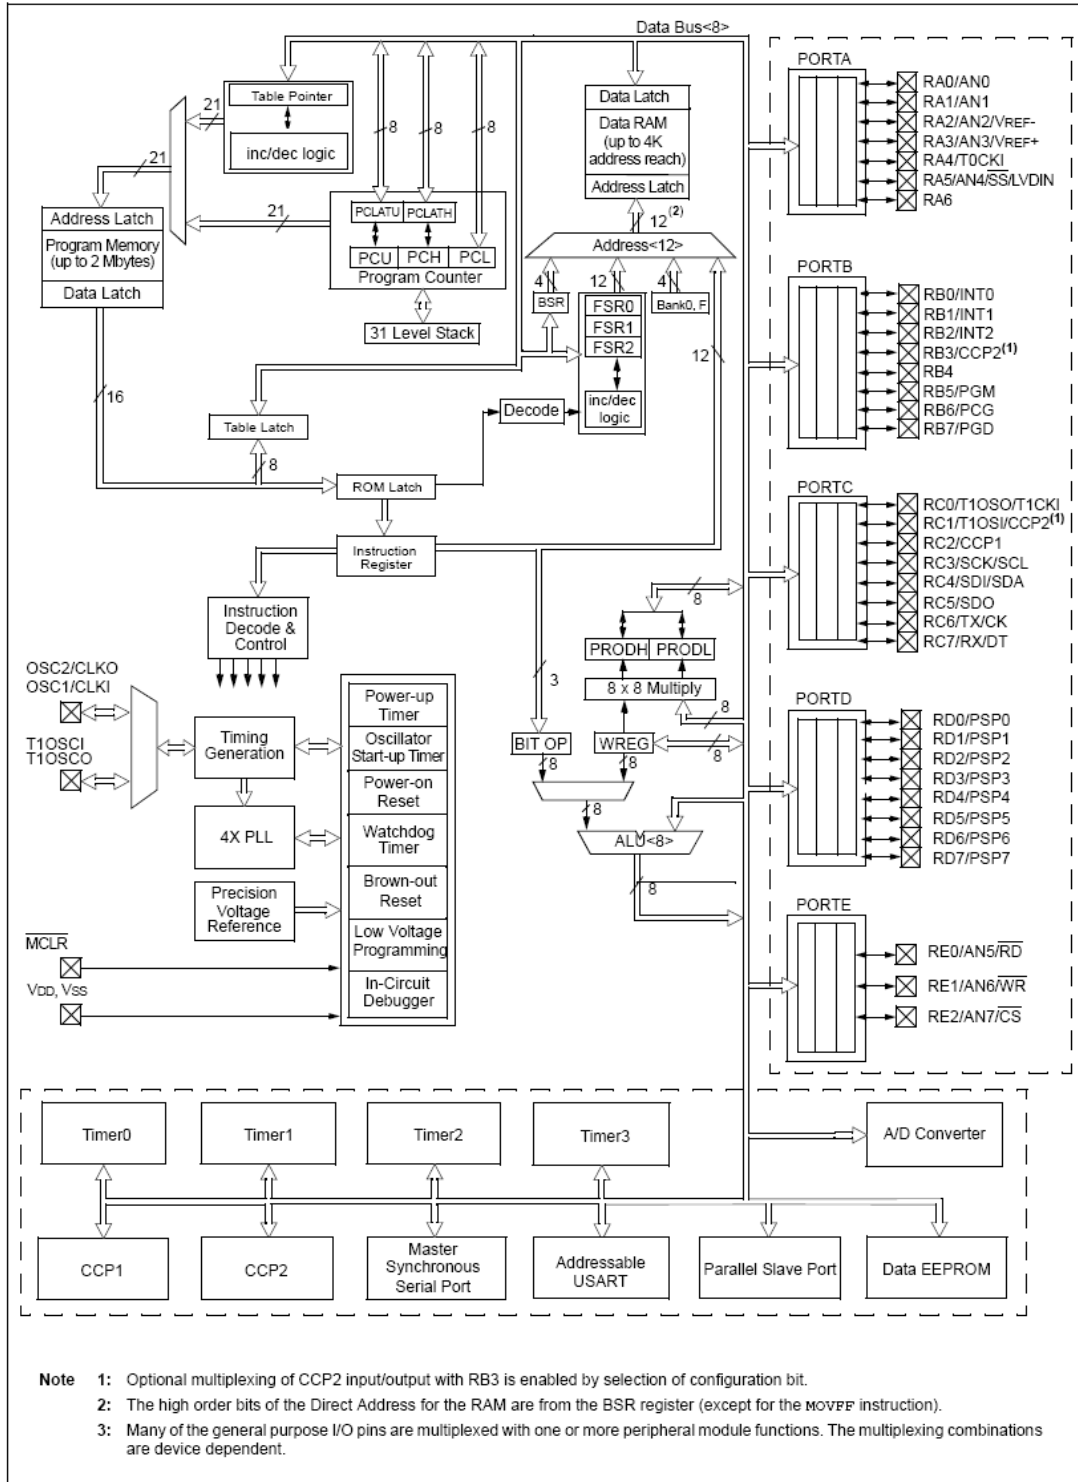 Data Bus<8>
Table Pointer
inc/dec logic
21
21
21
Address Latch
Program Memory
(up to 2 Mbytes)
Data Latch
16
8
8
8
PCLATU PCLATH
PCU PCH PCL
Program Counter
31 Level Stack
Data Latch
Data RAM
(up to 4K
address reach)
Address Latch
12(2)
Address<12>
4
12
4
BSR
FSR0
FSR1
FSR2
Bank0, F
12
inc/dec
logic
Decode
Table Latch
8
ROM Latch
Instruction
Register
Instruction
Decode &
Control
OSC2/CLKO
OSC1/CLKI
T1OSCI
T1OSCO
Timing
Generation
4X PLL
Precision
Voltage
Reference
MCLR
VDD, VSS
Power-up
Timer
Oscillator
Start-up Timer
Power-on
Reset
Watchdog
Timer
Brown-out
Reset
Low Voltage
Programming
In-Circuit
Debugger
8
PRODH PRODL
8 x 8 Multiply
3
8
BIT OP
WREG
8
8
8
8
ALU<8>
8
PORTA
RA0/AN0
RA1/AN1
RA2/AN2/VREF-
RA3/AN3/VREF+
RA4/T0CKI
RA5/AN4/SS/LVDIN
RA6
PORTB
RB0/INT0
RB1/INT1
RB2/INT2
RB3/CCP2(1)
RB4
RB5/PGM
RB6/PCG
RB7/PGD
PORTC
RC0/T1OSO/T1CKI
RC1/T1OSI/CCP2(1)
RC2/CCP1
RC3/SCK/SCL
RC4/SDI/SDA
RC5/SDO
RC6/TX/CK
RC7/RX/DT
PORTD
RD0/PSP0
RD1/PSP1
RD2/PSP2
RD3/PSP3
RD4/PSP4
RD5/PSP5
RD6/PSP6
RD7/PSP7
PORTE
RE0/AN5/RD
RE1/AN6/WR
RE2/AN7/CS
Timer0
Timer1
Timer2
Timer3
A/D Converter
CCP1
CCP2
Master
Synchronous
Serial Port
Addressable
USART
Parallel Slave Port
Data EEPROM
Note 1: Optional multiplexing of CCP2 input/output with RB3 is enabled by selection of configuration bit.
2: The high order bits of the Direct Address for the RAM are from the BSR register (except for the MOVFF instruction).
3: Many of the general purpose I/O pins are multiplexed with one or more peripheral module functions. The multiplexing combinations
are device dependent.